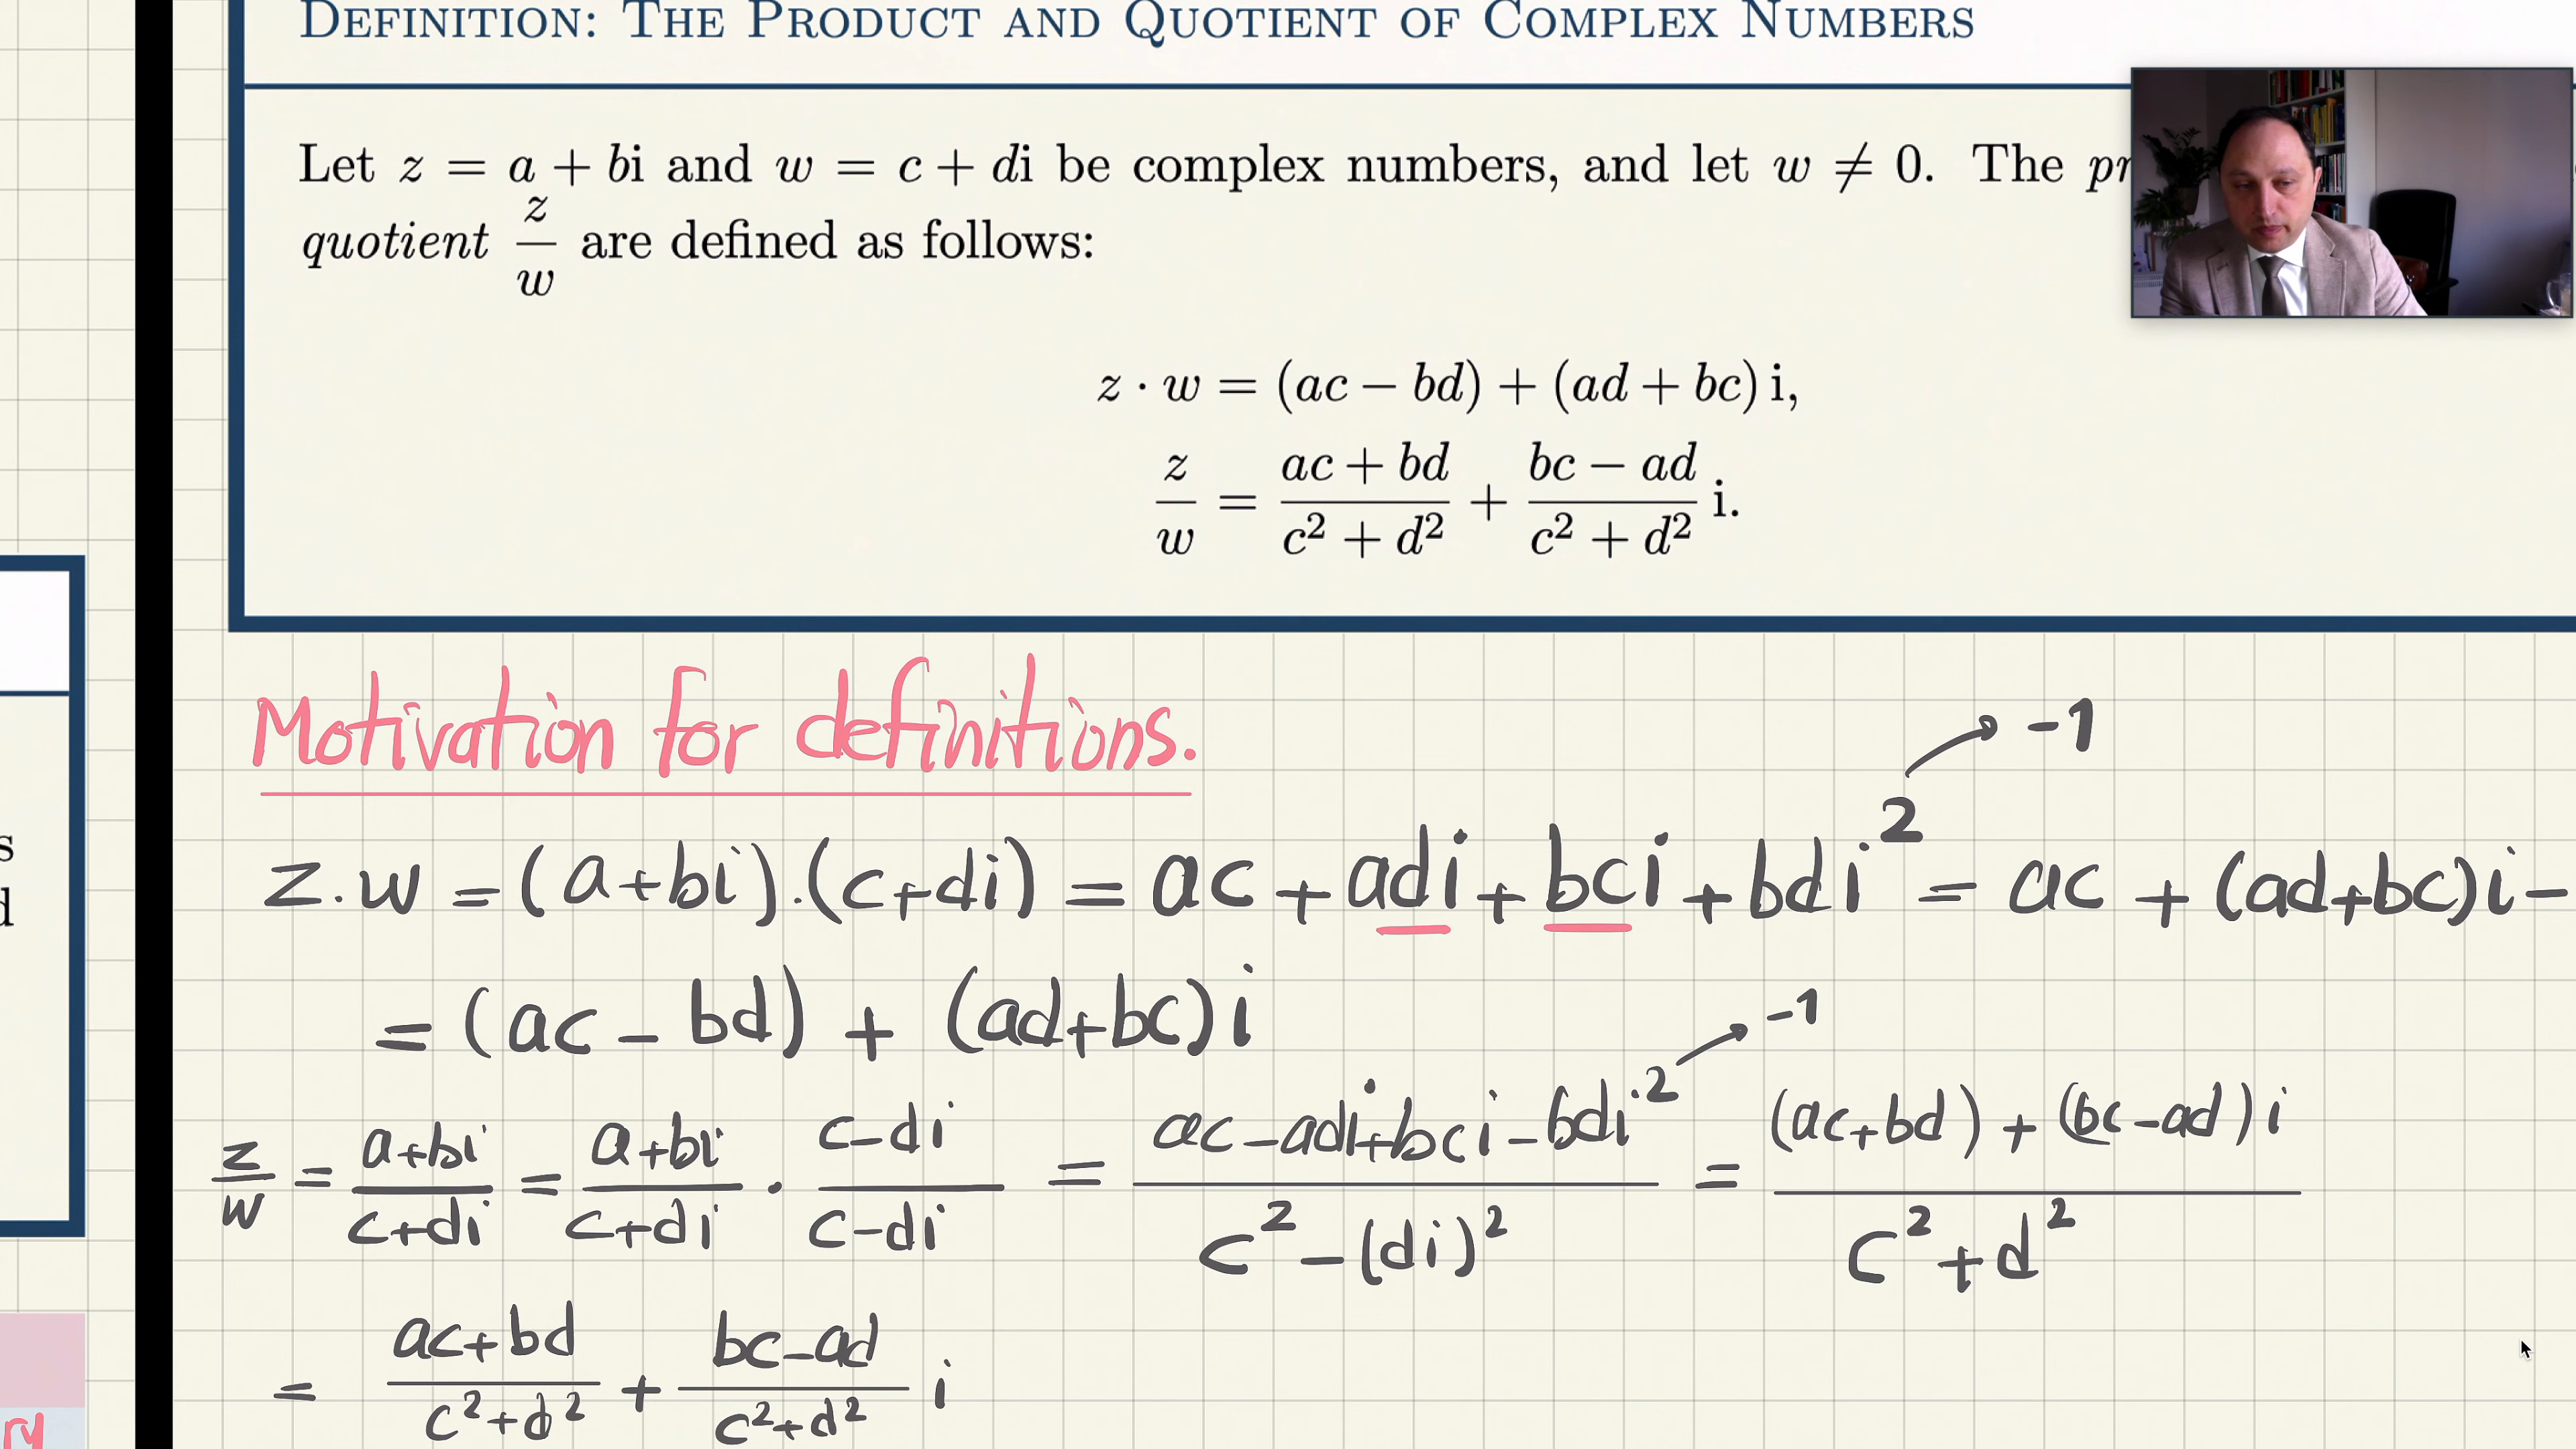 DEFINITION: THE PRODUCT AND QUOTIENT OF COMPLEX NUMBERS
Let z = a + bi and w = c + di be complex numbers, and let w ≠ 0. The
quotient z/w are defined as follows:
z · w = (ac − bd) + (ad + bc) i,
z/w = (ac + bd)/(c² + d²) + (bc − ad)/(c² + d²) i.
Motivation for definitions.
→ -1
z.w = (a+bi).(c+di) = ac + adi + bci + bdi² = ac + (ad+bc)i −
= (ac − bd) + (ad+bc)i
→ -1
z/w = (a+bi)/(c+di) = (a+bi)/(c+di) · (c−di)/(c−di) = (ac−adi+bci−bdi²)/(c²−(di)²) = ((ac+bd)+(bc−ad)i)/(c²+d²)
= (ac+bd)/(c²+d²) + (bc−ad)/(c²+d²) i